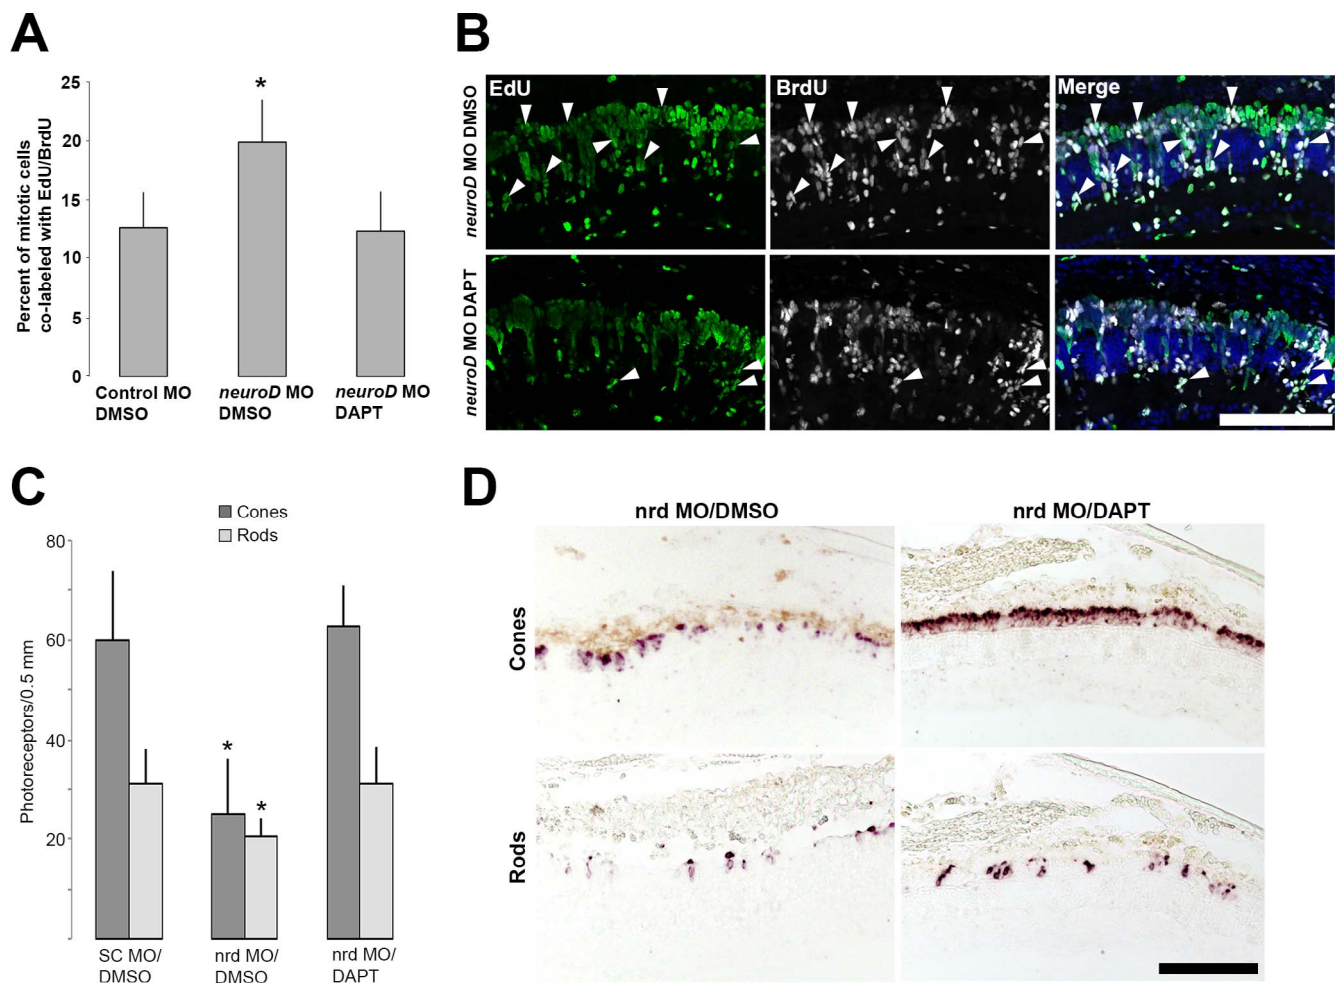 A
25
20
15
10
5
0
Percent of mitotic cells
co-labeled with EdU/BrdU
*
Control MO
DMSO
neuroD MO
DMSO
neuroD MO
DAPT
B
EdU
BrdU
Merge
neuroD MO DMSO
neuroD MO DAPT
C
Cones
Rods
80
60
40
20
Photoreceptors/0.5 mm
*
*
SC MO/
DMSO
nrd MO/
DMSO
nrd MO/
DAPT
D
nrd MO/DMSO
nrd MO/DAPT
Cones
Rods